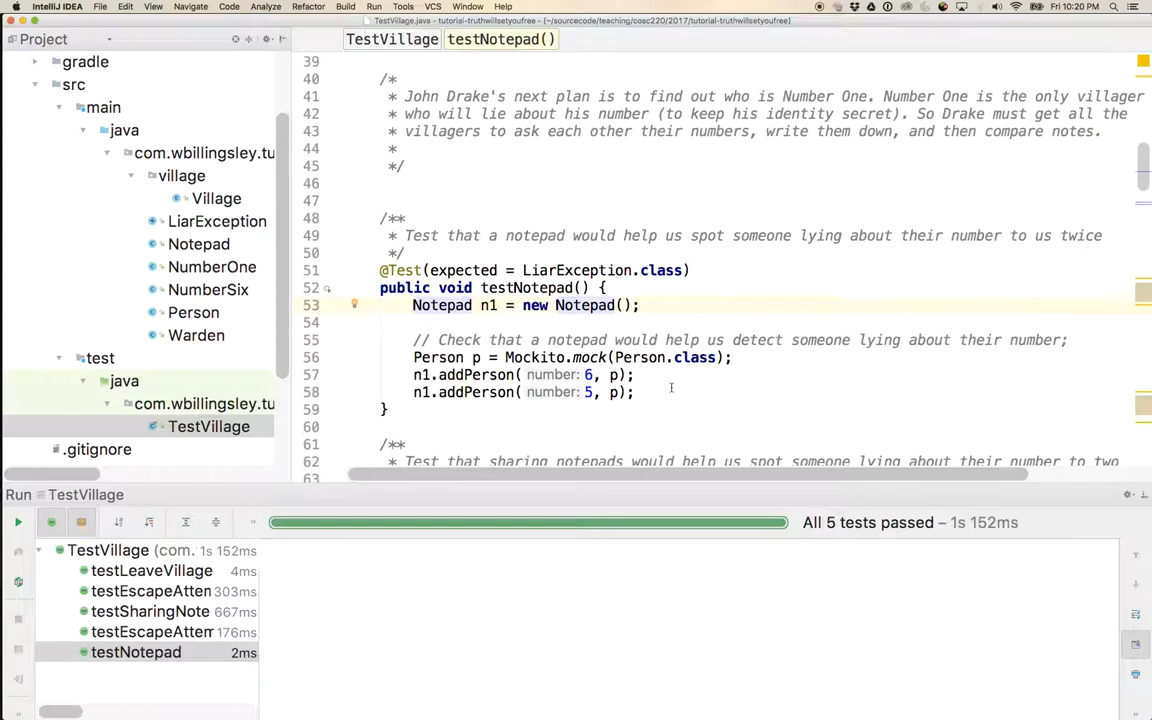 IntelliJ IDEA File Edit View Navigate Code Analyze Refactor Build Run Tools VCS Window Help Fri 10:20 PM
TestVillage.java - tutorial-truthwillsetyoufree - [~/sourcecode/teaching/cosc220/2017/tutorial-truthwillsetyoufree]
Project
TestVillage testNotepad()
gradle
src
main
java
com.wbillingsley.tu
village
Village
LiarException
Notepad
NumberOne
NumberSix
Person
Warden
test
java
com.wbillingsley.tu
TestVillage
.gitignore
39
40 /*
41 * John Drake's next plan is to find out who is Number One. Number One is the only villager
42 * who will lie about his number (to keep his identity secret). So Drake must get all the
43 * villagers to ask each other their numbers, write them down, and then compare notes.
44 *
45 */
46
47
48 /**
49 * Test that a notepad would help us spot someone lying about their number to us twice
50 */
51 @Test(expected = LiarException.class)
52 public void testNotepad() {
53 Notepad n1 = new Notepad();
54
55 // Check that a notepad would help us detect someone lying about their number;
56 Person p = Mockito.mock(Person.class);
57 n1.addPerson( number: 6, p);
58 n1.addPerson( number: 5, p);
59 }
60
61 /**
62 * Test that sharing notepads would help us spot someone lying about their number to two
63
Run TestVillage
All 5 tests passed – 1s 152ms
TestVillage (com. 1s 152ms
testLeaveVillage 4ms
testEscapeAtten 303ms
testSharingNote 667ms
testEscapeAttem 176ms
testNotepad 2ms